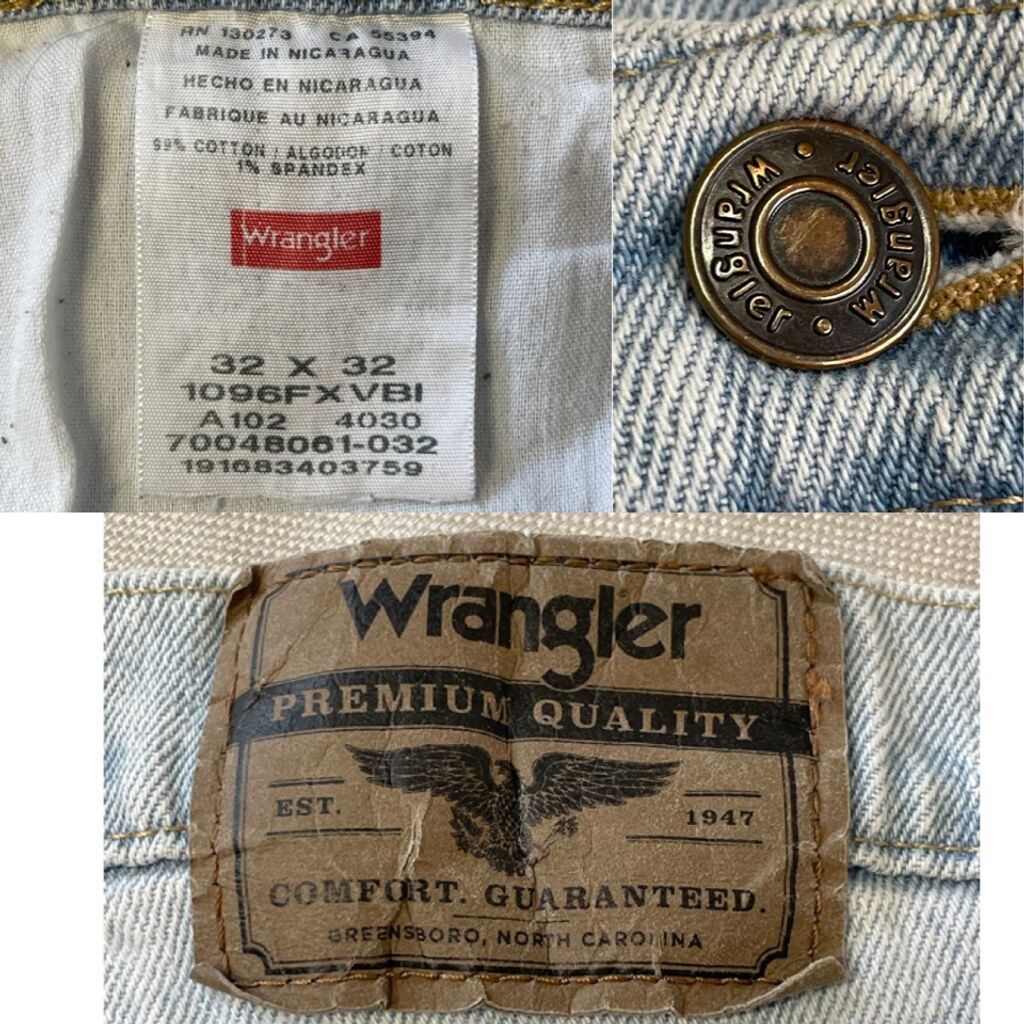 RN 130273 CA 55394
MADE IN NICARAGUA
HECHO EN NICARAGUA
FABRIQUE AU NICARAGUA
99% COTTON / ALGODON / COTON
1% SPANDEX
Wrangler
32 X 32
1096FXVBI
A102 4030
70048061-032
191683403759
Wrangler • Wrangler •
Wrangler
PREMIUM QUALITY
EST. 1947
COMFORT. GUARANTEED.
GREENSBORO, NORTH CAROLINA